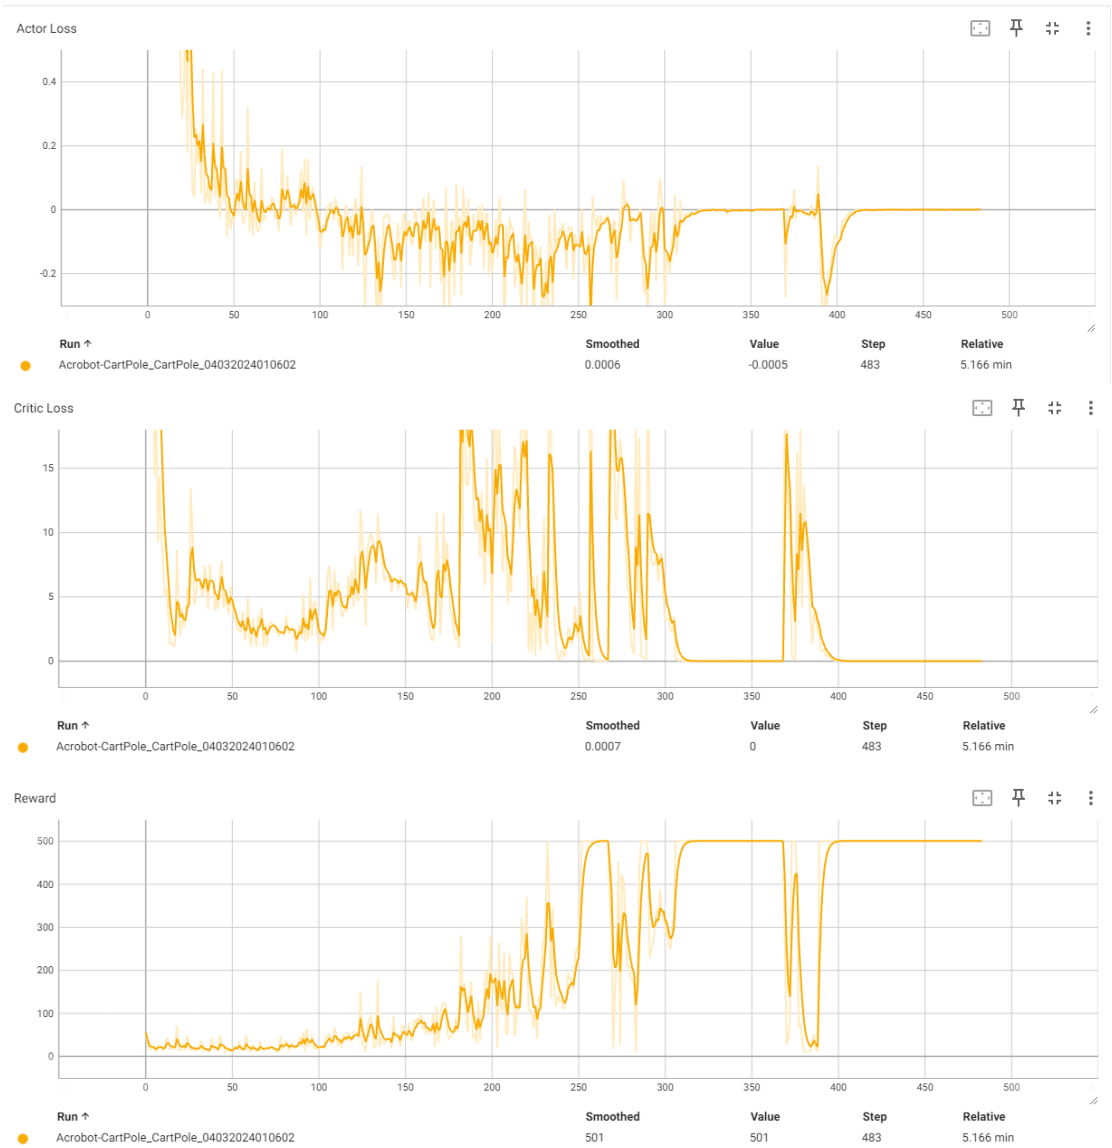 Actor Loss
0.4
0.2
0
-0.2
0 50 100 150 200 250 300 350 400 450 500
Run ↑ Smoothed Value Step Relative
Acrobot-CartPole_CartPole_04032024010602 0.0006 -0.0005 483 5.166 min
Critic Loss
15
10
5
0
0 50 100 150 200 250 300 350 400 450 500
Run ↑ Smoothed Value Step Relative
Acrobot-CartPole_CartPole_04032024010602 0.0007 0 483 5.166 min
Reward
500
400
300
200
100
0
0 50 100 150 200 250 300 350 400 450 500
Run ↑ Smoothed Value Step Relative
Acrobot-CartPole_CartPole_04032024010602 501 501 483 5.166 min